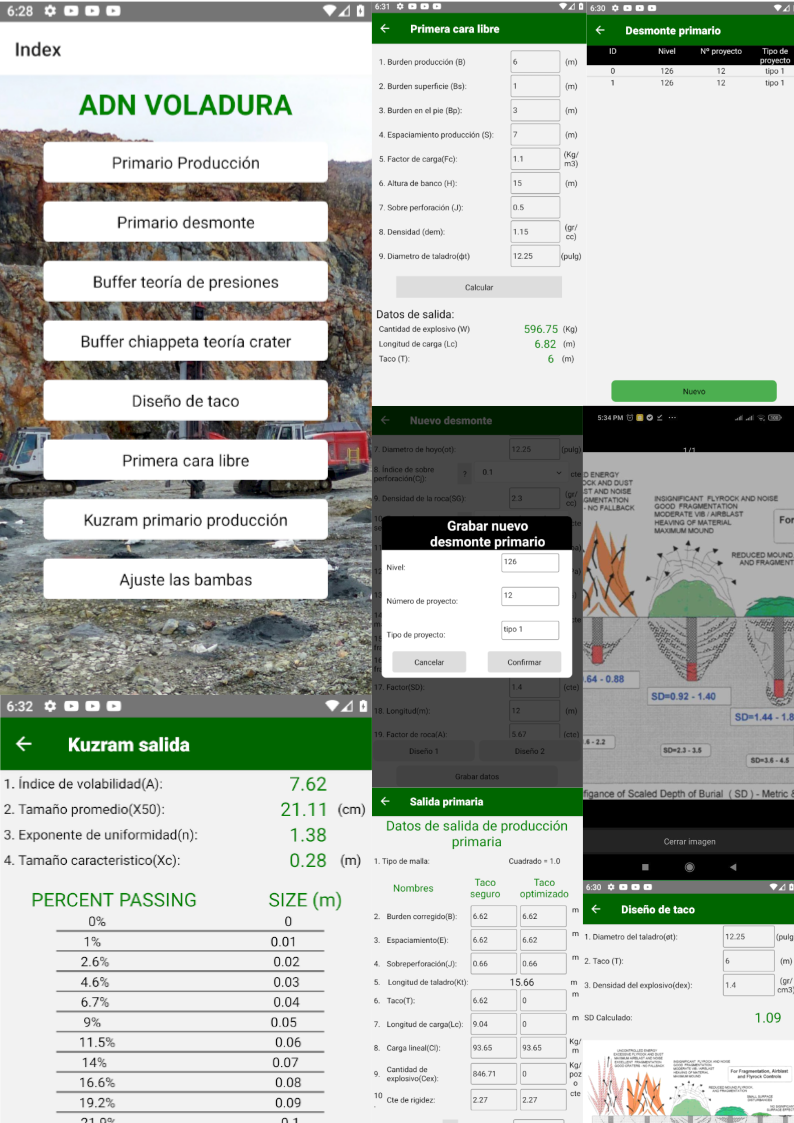 6:28
Index
ADN VOLADURA
Primario Producción
Primario desmonte
Buffer teoría de presiones
Buffer chiappeta teoría crater
Diseño de taco
Primera cara libre
Kuzram primario producción
Ajuste las bambas
6:32
Kuzram salida
1. Índice de volabilidad(A): 7.62
2. Tamaño promedio(X50): 21.11 (cm)
3. Exponente de uniformidad(n): 1.38
4. Tamaño caracteristico(Xc): 0.28 (m)
PERCENT PASSING SIZE (m)
0% 0
1% 0.01
2.6% 0.02
4.6% 0.03
6.7% 0.04
9% 0.05
11.5% 0.06
14% 0.07
16.6% 0.08
19.2% 0.09
21.9% 0.1
6:31
Primera cara libre
1. Burden producción (B) 6 (m)
2. Burden superficie (Bs): 1 (m)
3. Burden en el pie (Bp): 3 (m)
4. Espaciamiento producción (S): 7 (m)
5. Factor de carga(Fc): 1.1 (Kg/
m3)
6. Altura de banco (H): 15 (m)
7. Sobre perforación (J): 0.5
8. Densidad (dem): 1.15 (gr/
cc)
9. Diametro de taladro(ϕt) 12.25 (pulg)
Calcular
Datos de salida:
Cantidad de explosivo (W) 596.75 (Kg)
Longitud de carga (Lc) 6.82 (m)
Taco (T): 6 (m)
Nuevo desmonte
7. Diametro de hoyo(øt): 12.25 (pulg)
8. Índice de sobre
perforación(Cj): ? 0.1 cte
9. Densidad de la roca(SG): 2.3 (gr/
cc)
Grabar nuevo
desmonte primario
Nivel: 126
Número de proyecto: 12
Tipo de proyecto: tipo 1
Cancelar Confirmar
17. Factor(SD): 1.4 (cte)
18. Longitud(m): 12 (m)
19. Factor de roca(A): 5.67 (cte)
Diseño 1 Diseño 2
Grabar datos
Salida primaria
Datos de salida de producción
primaria
1. Tipo de malla: Cuadrado = 1.0
Nombres Taco
seguro Taco
optimizado
2. Burden corregido(B): 6.62 6.62 m
3. Espaciamiento(E): 6.62 6.62 m
4. Sobreperforación(J): 0.66 0.66 m
5. Longitud de taladro(Kt): 15.66 m
6. Taco(T): 6.62 0 m
7. Longitud de carga(Lc): 9.04 0 m
8. Carga lineal(Cl): 93.65 93.65 Kg/
m
9. Cantidad de
explosivo(Cex): 846.71 0 Kg/
poz
o
10
. Cte de rigidez: 2.27 2.27 cte
6:30
Desmonte primario
ID Nivel Nº proyecto Tipo de
proyecto
0 126 12 tipo 1
1 126 12 tipo 1
Nuevo
5:34 PM
1/1
D ENERGY
OCK AND DUST
ST AND NOISE
GMENTATION
- NO FALLBACK
INSIGNIFICANT FLYROCK AND NOISE
GOOD FRAGMENTATION
MODERATE VIB / AIRBLAST
HEAVING OF MATERIAL
MAXIMUM MOUND
For
REDUCED MOUND
AND FRAGMENT
.64 - 0.88
SD=0.92 - 1.40
SD=1.44 - 1.8
.6 - 2.2
SD=2.3 - 3.5
SD=3.6 - 4.5
figance of Scaled Depth of Burial ( SD ) - Metric &
Cerrar imagen
6:30
Diseño de taco
1. Diametro del taladro(øt): 12.25 (pulg
2. Taco (T): 6 (m)
3. Densidad del explosivo(dex): 1.4 (gr/
cm3)
SD Calculado: 1.09
For Fragmentation, Airblast
and Flyrock Controls